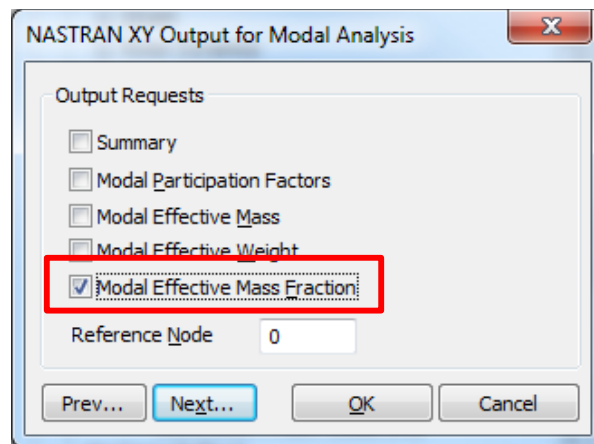 NASTRAN XY Output for Modal Analysis
Output Requests
Summary
Modal Participation Factors
Modal Effective Mass
Modal Effective Weight
Modal Effective Mass Fraction
Reference Node 0
Prev... Next... OK Cancel